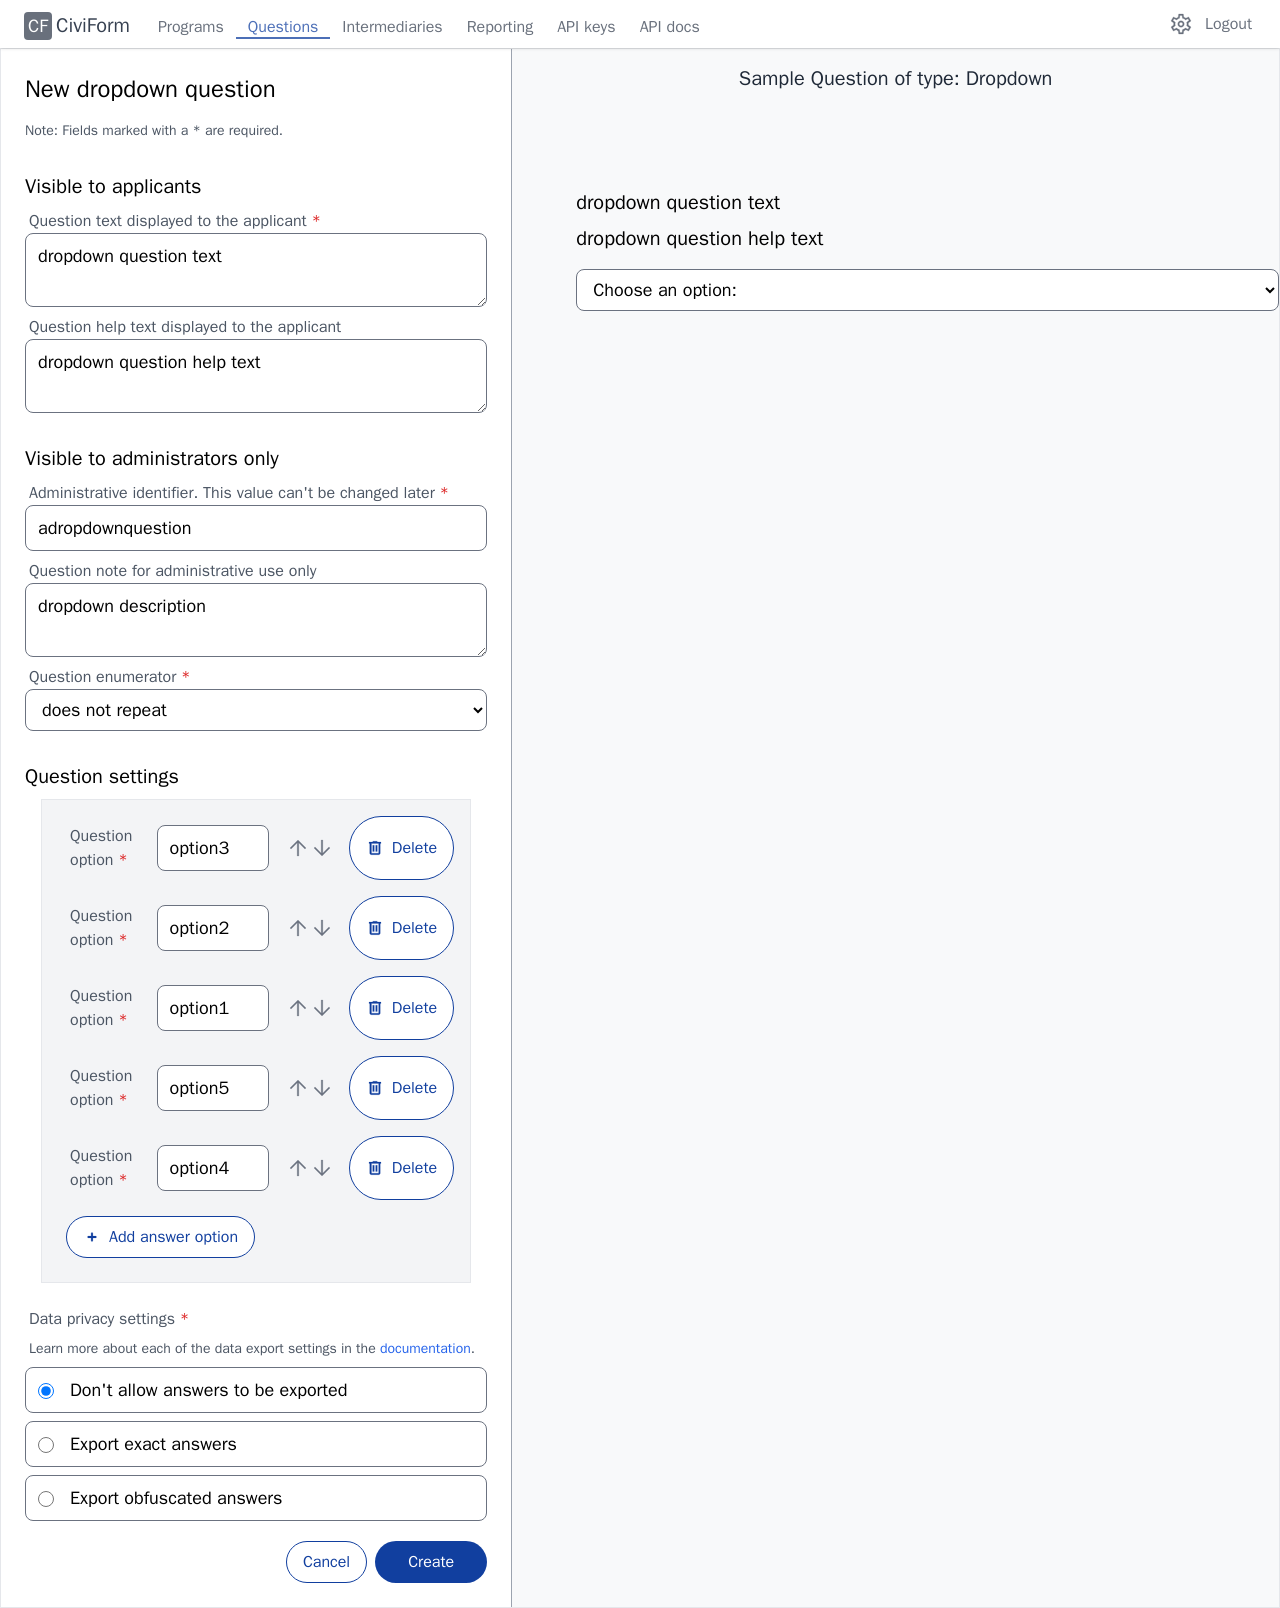 CF CiviForm Programs Questions Intermediaries Reporting API keys API docs Logout
New dropdown question
Note: Fields marked with a * are required.
Visible to applicants
Question text displayed to the applicant *
dropdown question text
Question help text displayed to the applicant
dropdown question help text
Visible to administrators only
Administrative identifier. This value can't be changed later *
adropdownquestion
Question note for administrative use only
dropdown description
Question enumerator *
does not repeat
Question settings
Question option *
option3
Delete
Question option *
option2
Delete
Question option *
option1
Delete
Question option *
option5
Delete
Question option *
option4
Delete
+ Add answer option
Data privacy settings *
Learn more about each of the data export settings in the documentation.
Don't allow answers to be exported
Export exact answers
Export obfuscated answers
Cancel Create
Sample Question of type: Dropdown
dropdown question text
dropdown question help text
Choose an option: